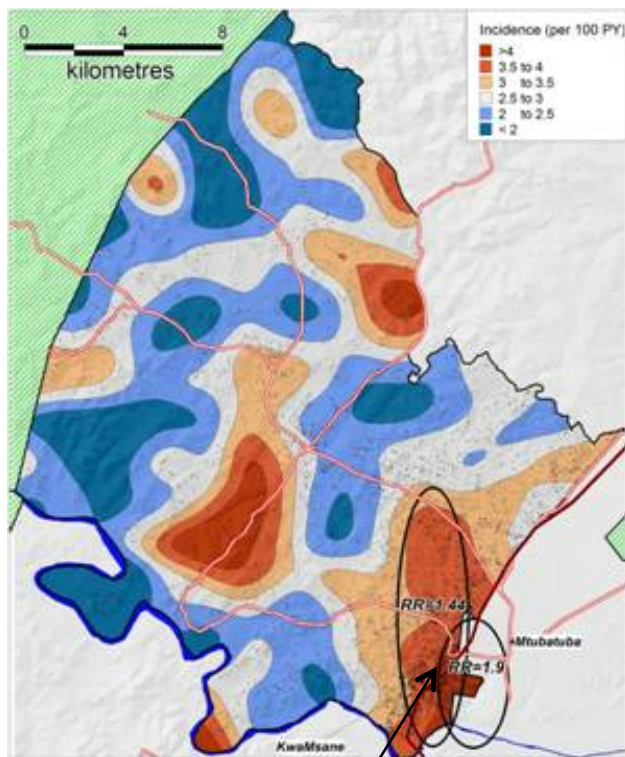 0 4 8
kilometres
Incidence (per 100 PY)
>4
3.5 to 4
3 to 3.5
2.5 to 3
2 to 2.5
< 2
RR=1.44
Mtubatuba
RR=1.9
KwaMsane